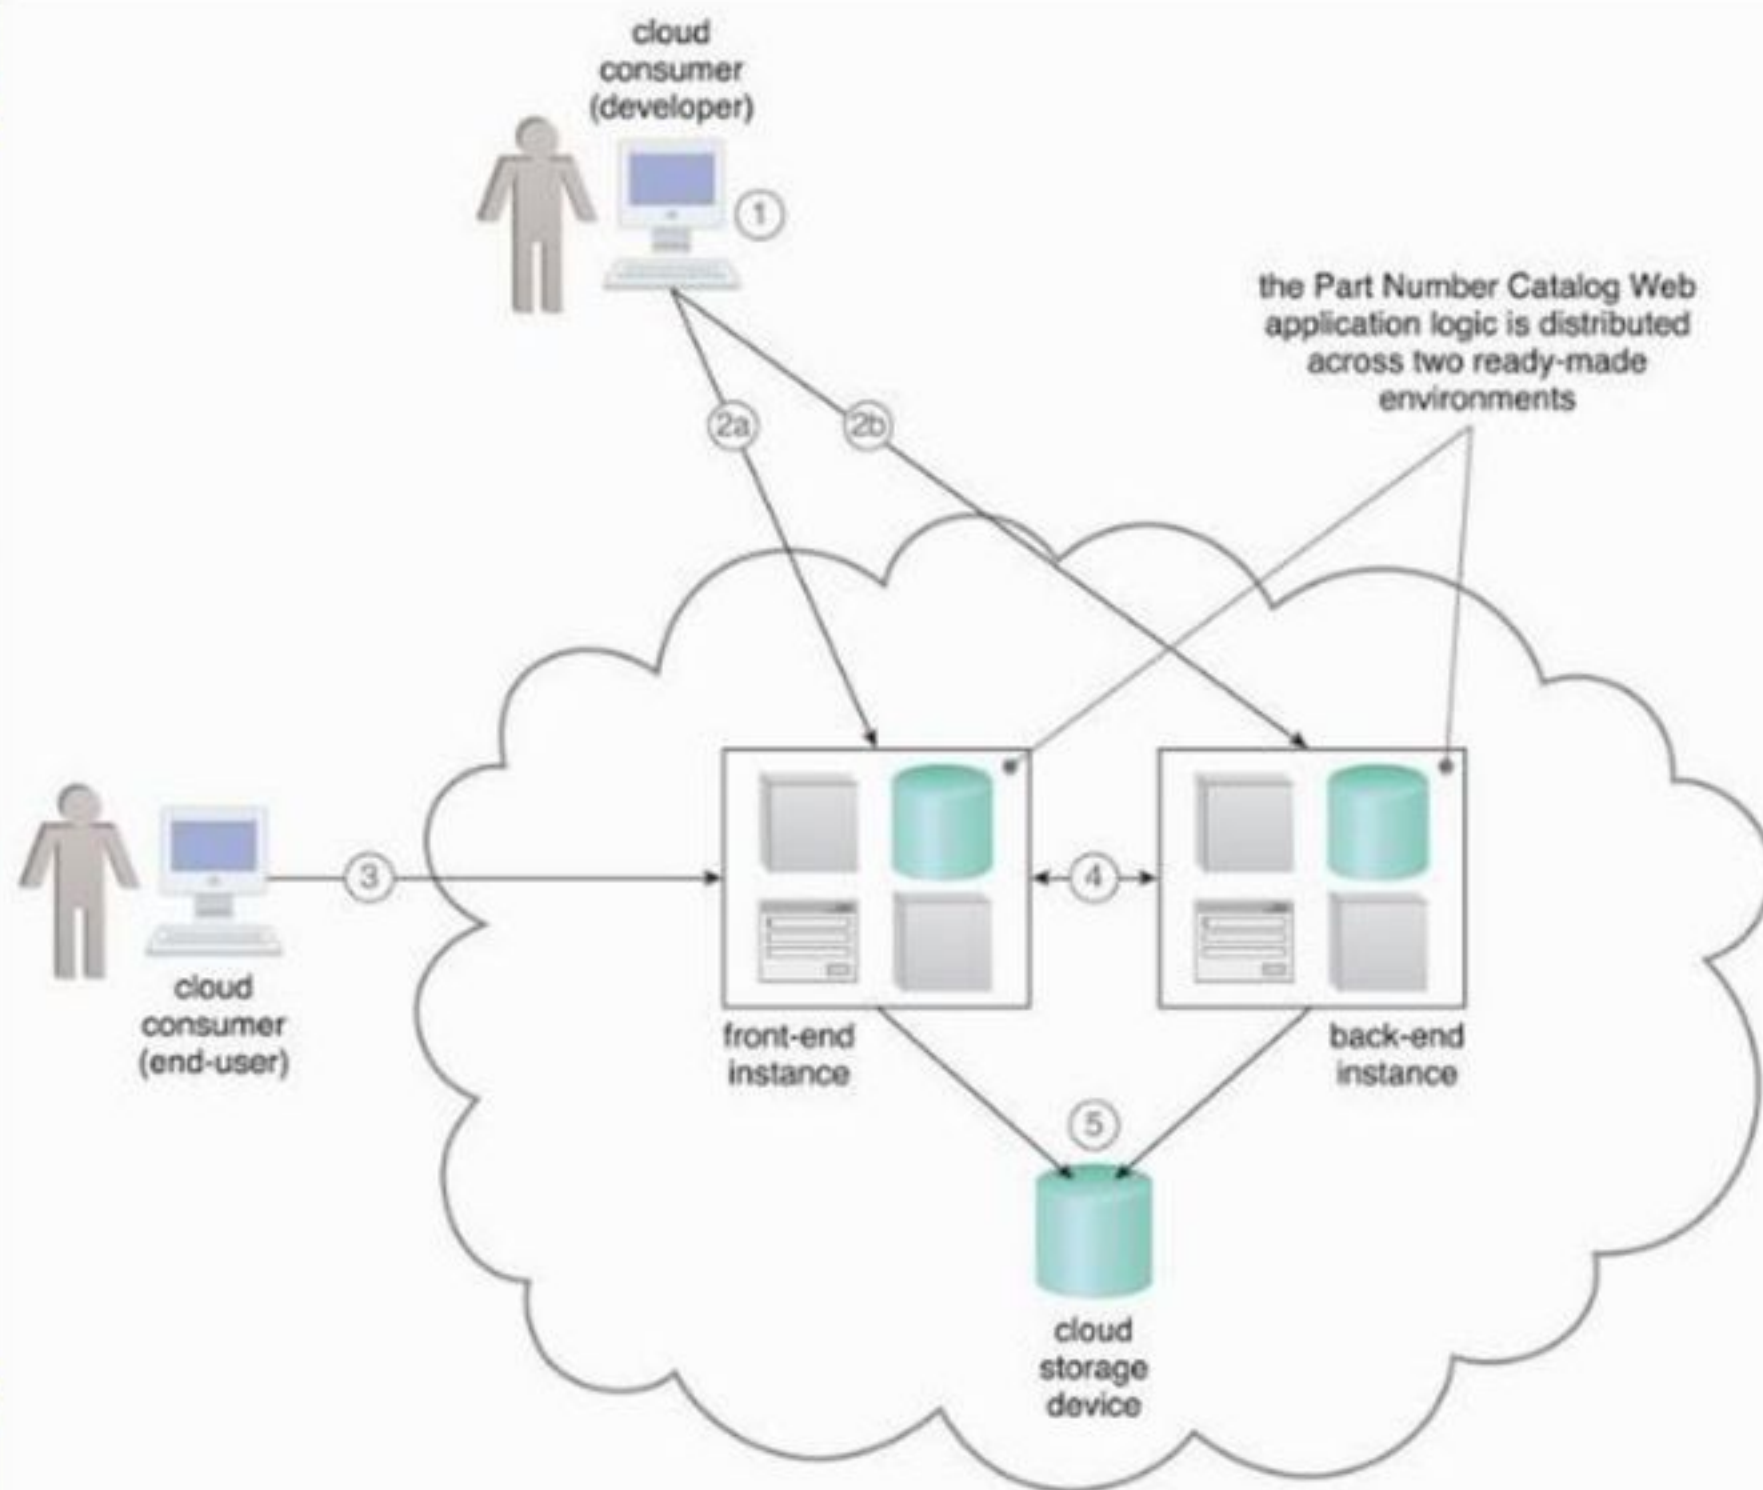 cloud
consumer
(developer)
1
the Part Number Catalog Web
application logic is distributed
across two ready-made
environments
2a
2b
3
4
cloud
consumer
(end-user)
front-end
instance
back-end
instance
5
cloud
storage
device